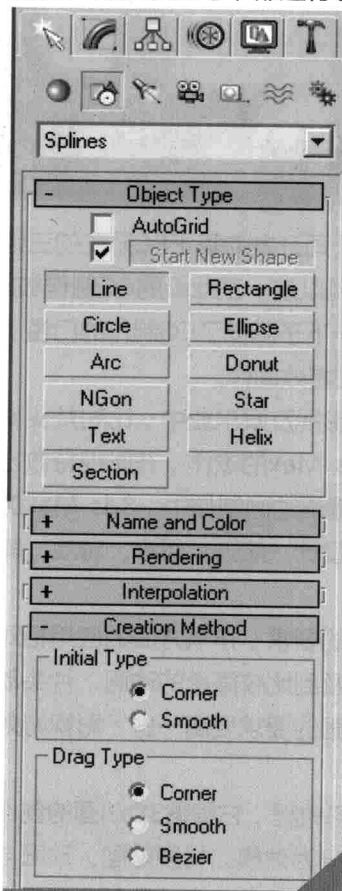 Splines
- Object Type
AutoGrid
Start New Shape
Line Rectangle
Circle Ellipse
Arc Donut
NGon Star
Text Helix
Section
+ Name and Color
+ Rendering
+ Interpolation
- Creation Method
Initial Type
Corner
Smooth
Drag Type
Corner
Smooth
Bezier